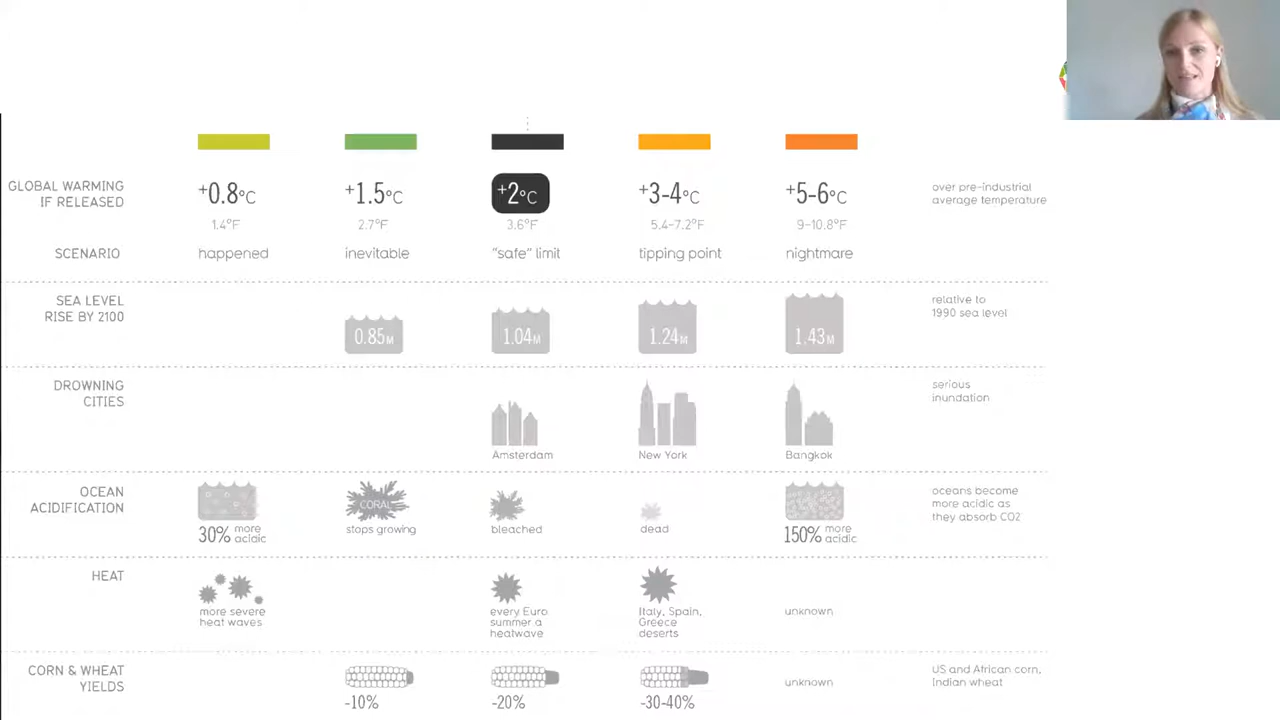 GLOBAL WARMING
IF RELEASED
+0.8°C
+1.5°C
+2°C
+3-4°C
+5-6°C
over pre-industrial
average temperature
1.4°F
2.7°F
3.6°F
5.4-7.2°F
9-10.8°F
SCENARIO
happened
inevitable
"safe" limit
tipping point
nightmare
SEA LEVEL
RISE BY 2100
0.85M
1.04M
1.24M
1.43M
relative to
1990 sea level
DROWNING
CITIES
Amsterdam
New York
Bangkok
serious
inundation
OCEAN
ACIDIFICATION
30% more
acidic
CORAL
stops growing
bleached
dead
150% more
acidic
oceans become
more acidic as
they absorb CO2
HEAT
more severe
heat waves
every Euro
summer a
heatwave
Italy, Spain,
Greece
deserts
unknown
CORN & WHEAT
YIELDS
-10%
-20%
-30-40%
unknown
US and African corn,
Indian wheat